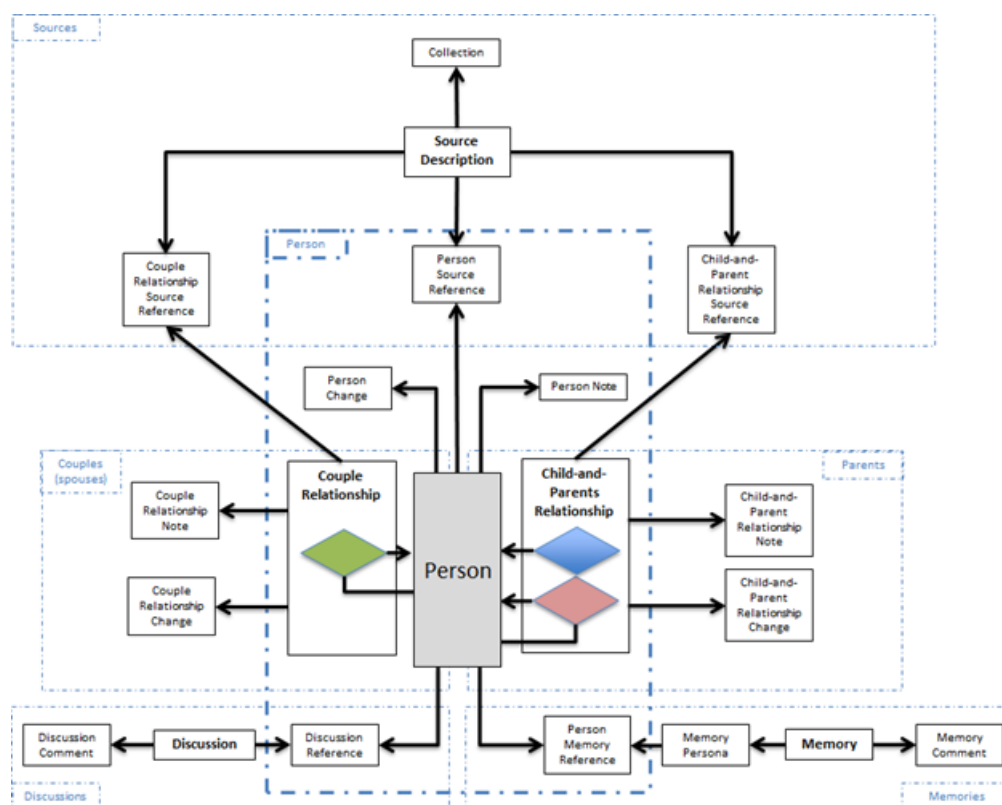 Sources
Collection
Source
Description
Person
Couple
Relationship
Source
Reference
Person
Source
Reference
Child-and-
Parent
Relationship
Source
Reference
Person
Change
Person Note
Couples
(spouses)
Parents
Couple
Relationship
Child-and-
Parents
Relationship
Couple
Relationship
Note
Child-and-
Parent
Relationship
Note
Person
Couple
Relationship
Change
Child-and-
Parent
Relationship
Change
Discussion
Comment
Discussion
Discussion
Reference
Person
Memory
Reference
Memory
Persona
Memory
Memory
Comment
Discussions
Memories